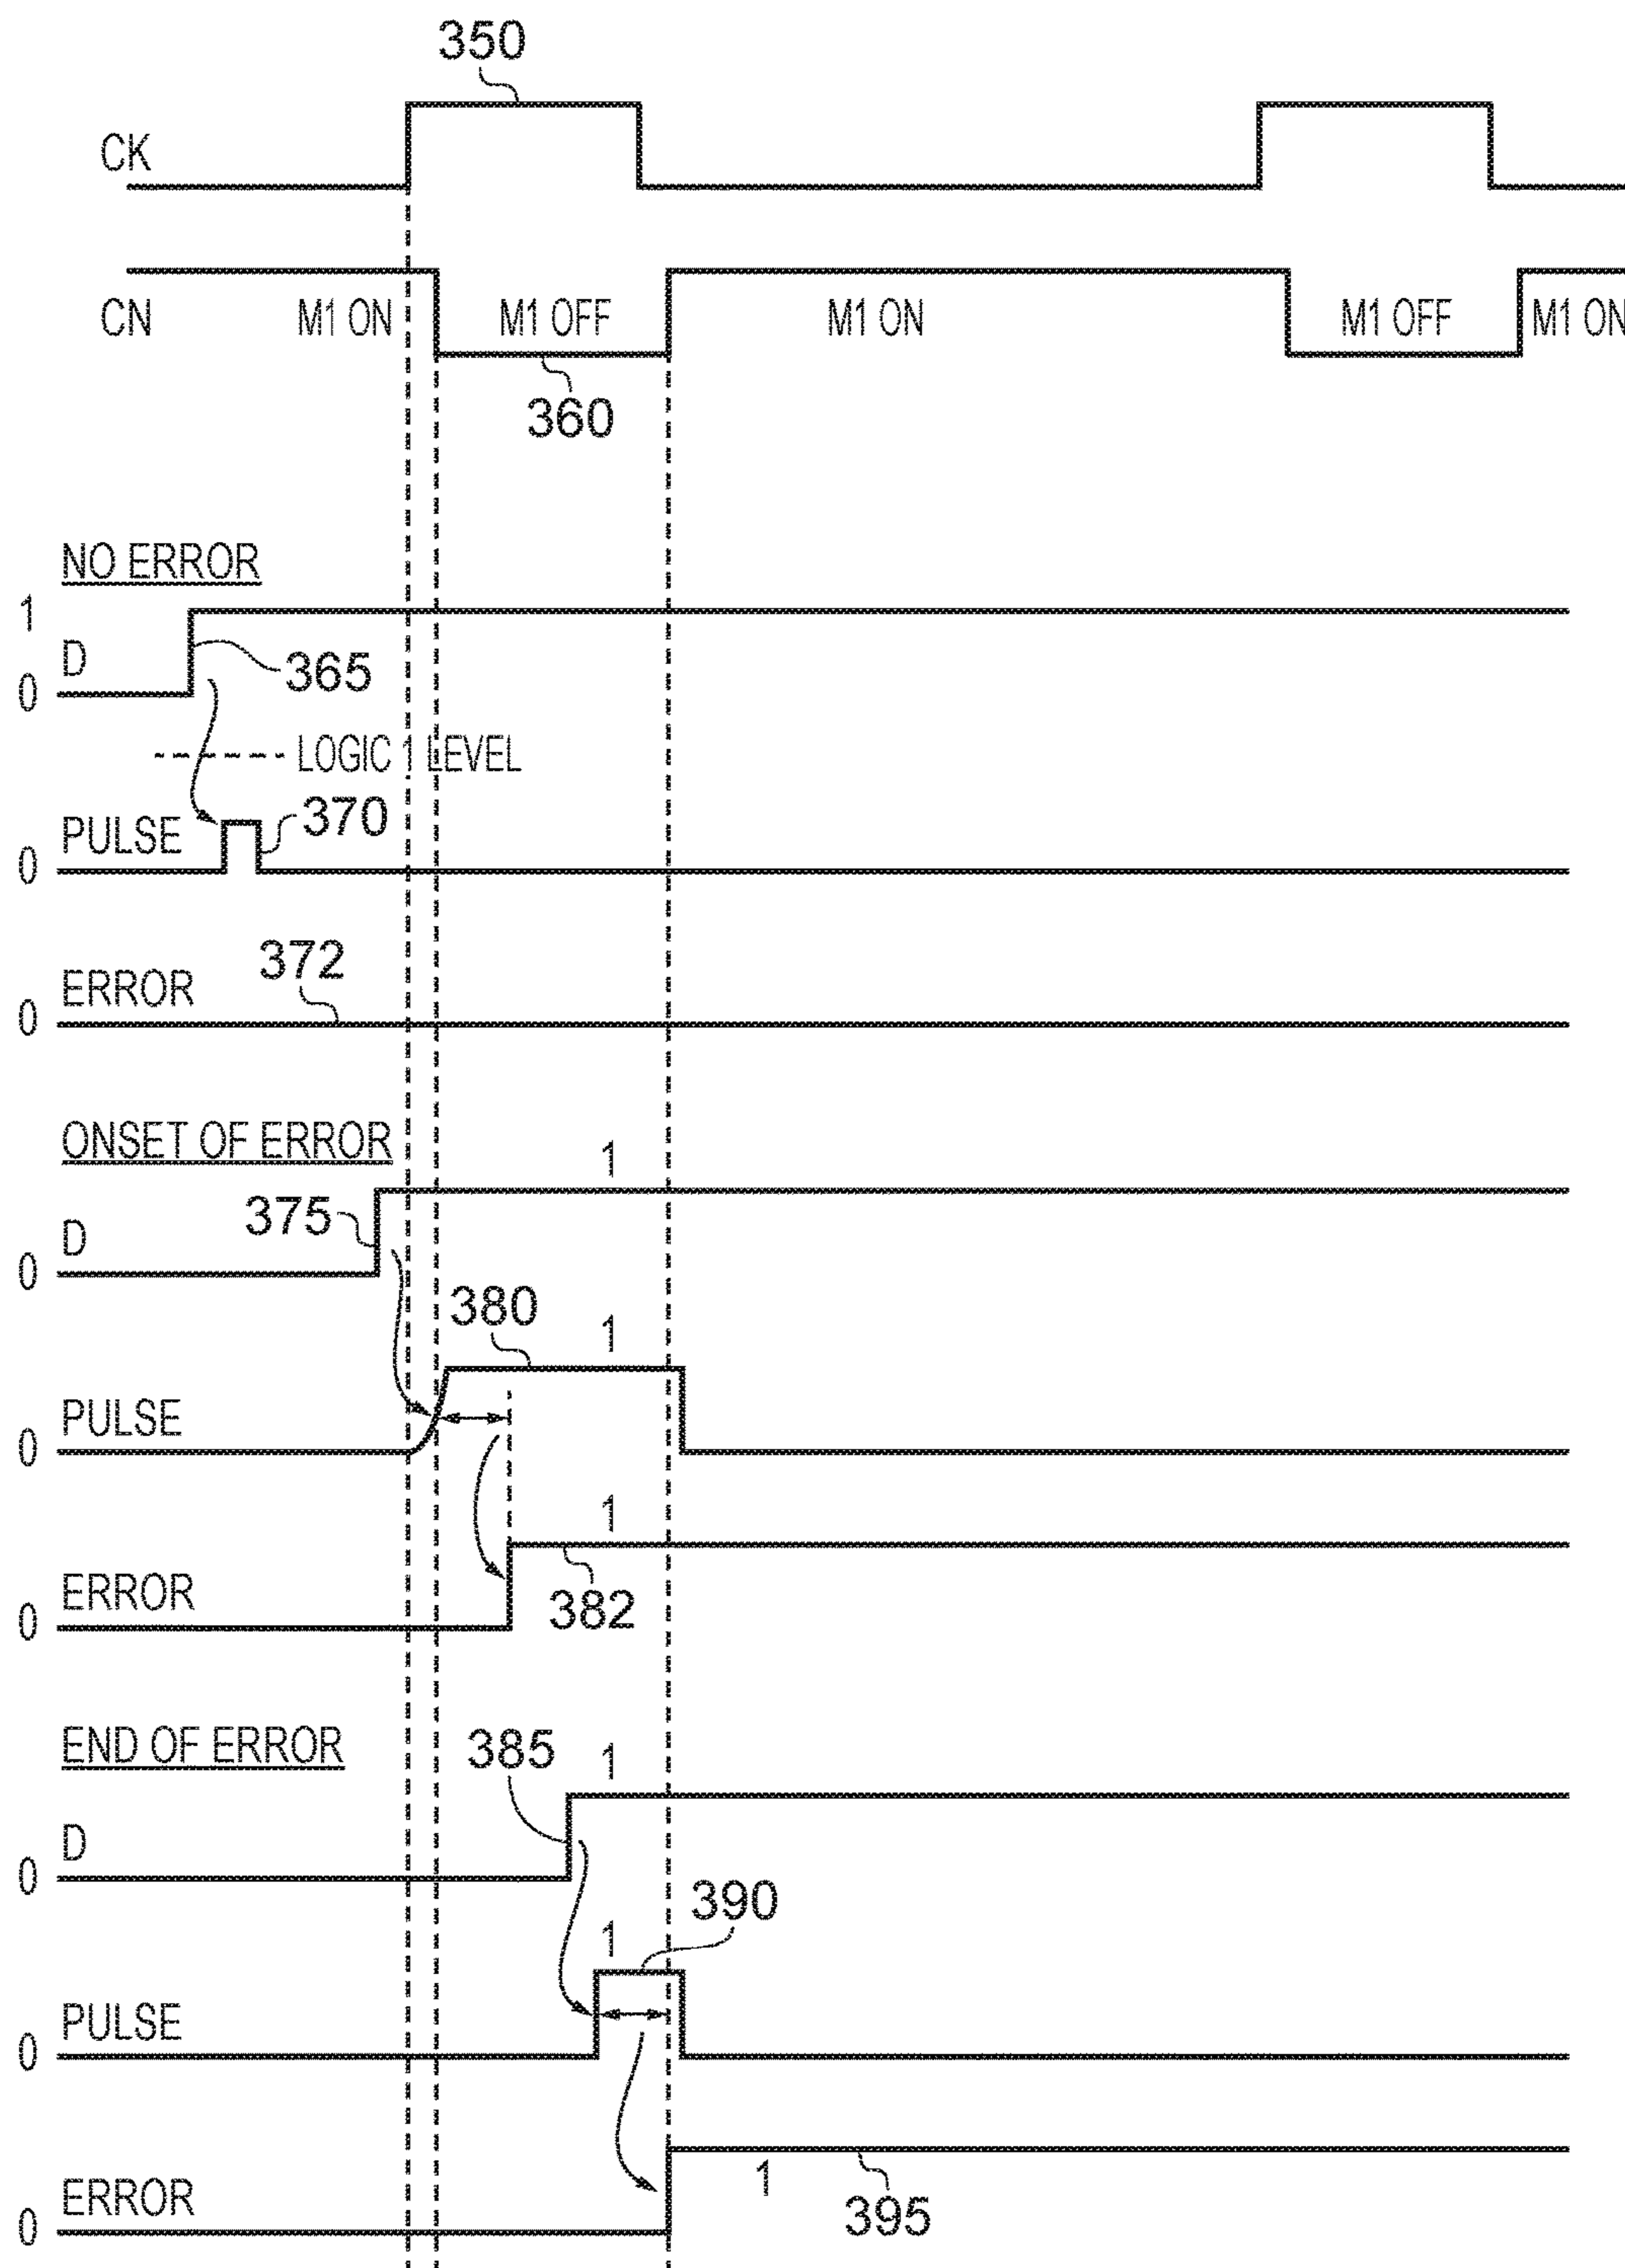 350
CK
CN M1 ON M1 OFF M1 ON M1 OFF M1 ON
360
NO ERROR
1
D
365
0
LOGIC 1 LEVEL
PULSE 370
0
372
ERROR
0
ONSET OF ERROR 1
375
D
0
380 1
PULSE
0
1
ERROR 382
0
END OF ERROR 385 1
D
0
390
1
PULSE
0
1
ERROR 395
0